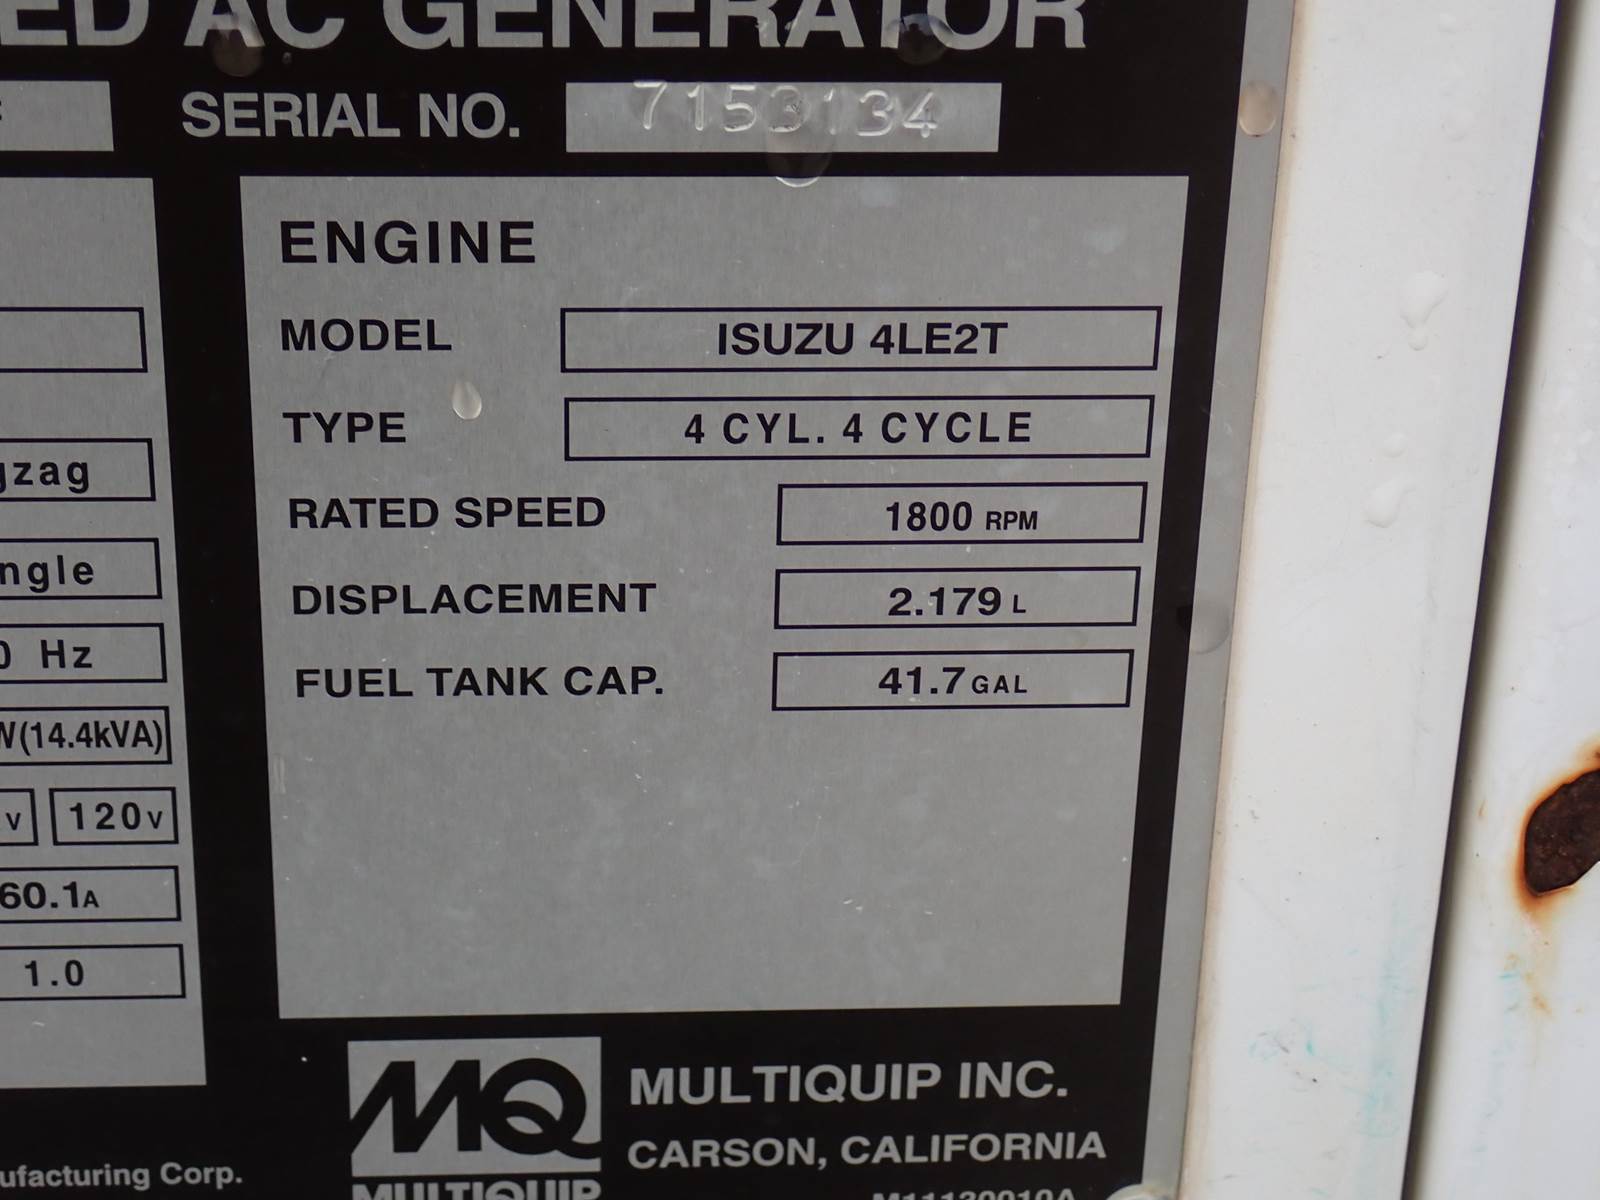 ED AC GENERATOR
SERIAL NO. 7153134
ENGINE
MODEL ISUZU 4LE2T
TYPE 4 CYL. 4 CYCLE
gzag
RATED SPEED 1800 RPM
ngle
DISPLACEMENT 2.179 L
0 Hz
FUEL TANK CAP. 41.7 GAL
W(14.4kVA)
V 120V
60.1A
1.0
MQ
MULTIQUIP
MULTIQUIP INC.
CARSON, CALIFORNIA
ufacturing Corp.